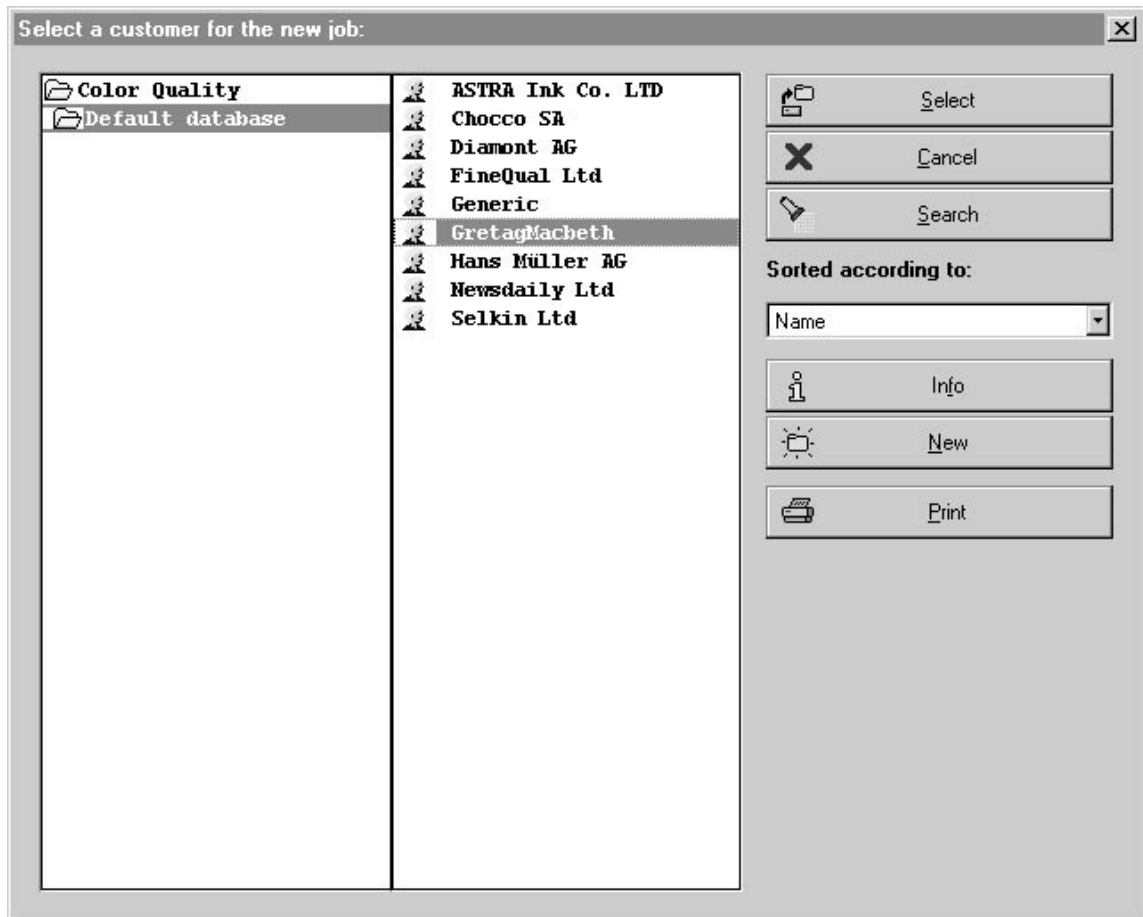 Select a customer for the new job:
Color Quality
Default database
ASTRA Ink Co. LTD
Chocco SA
Diamont AG
FineQual Ltd
Generic
GretagMacbeth
Hans Müller AG
Newsdaily Ltd
Selkin Ltd
Select
Cancel
Search
Sorted according to:
Name
Info
New
Print